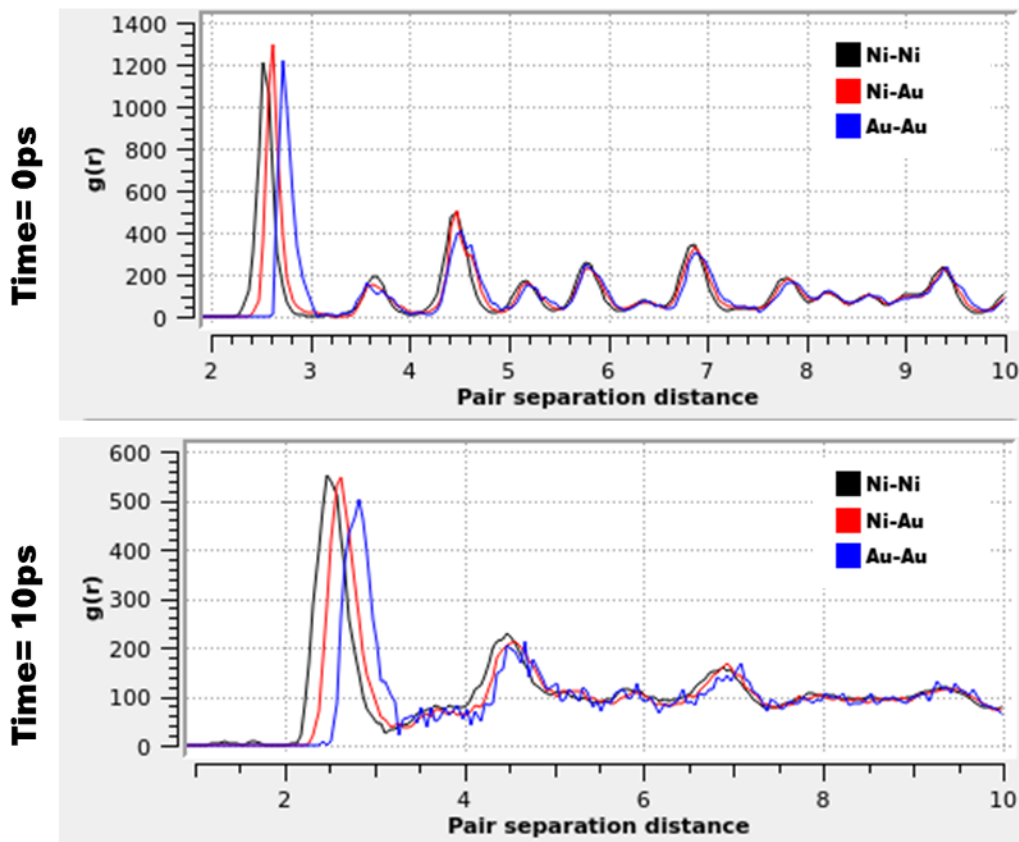 Time= 0ps
g(r)
1400
1200
1000
800
600
400
200
0
Ni-Ni
Ni-Au
Au-Au
2 3 4 5 6 7 8 9 10
Pair separation distance
Time= 10ps
g(r)
600
500
400
300
200
100
0
Ni-Ni
Ni-Au
Au-Au
2 4 6 8 10
Pair separation distance